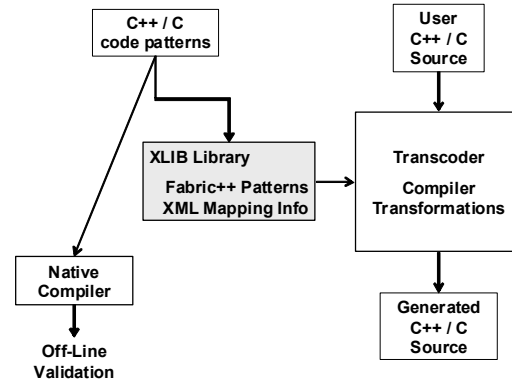 C++ / C
code patterns
User
C++ / C
Source
XLIB Library
Fabric++ Patterns
XML Mapping Info
Transcoder
Compiler
Transformations
Native
Compiler
Off-Line
Validation
Generated
C++ / C
Source